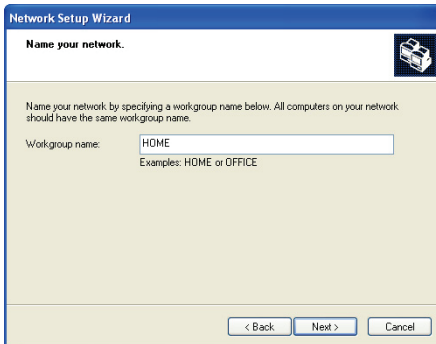 Network Setup Wizard
Name your network.
Name your network by specifying a workgroup name below. All computers on your network
should have the same workgroup name.
Workgroup name:
HOME
Examples: HOME or OFFICE
< Back
Next >
Cancel